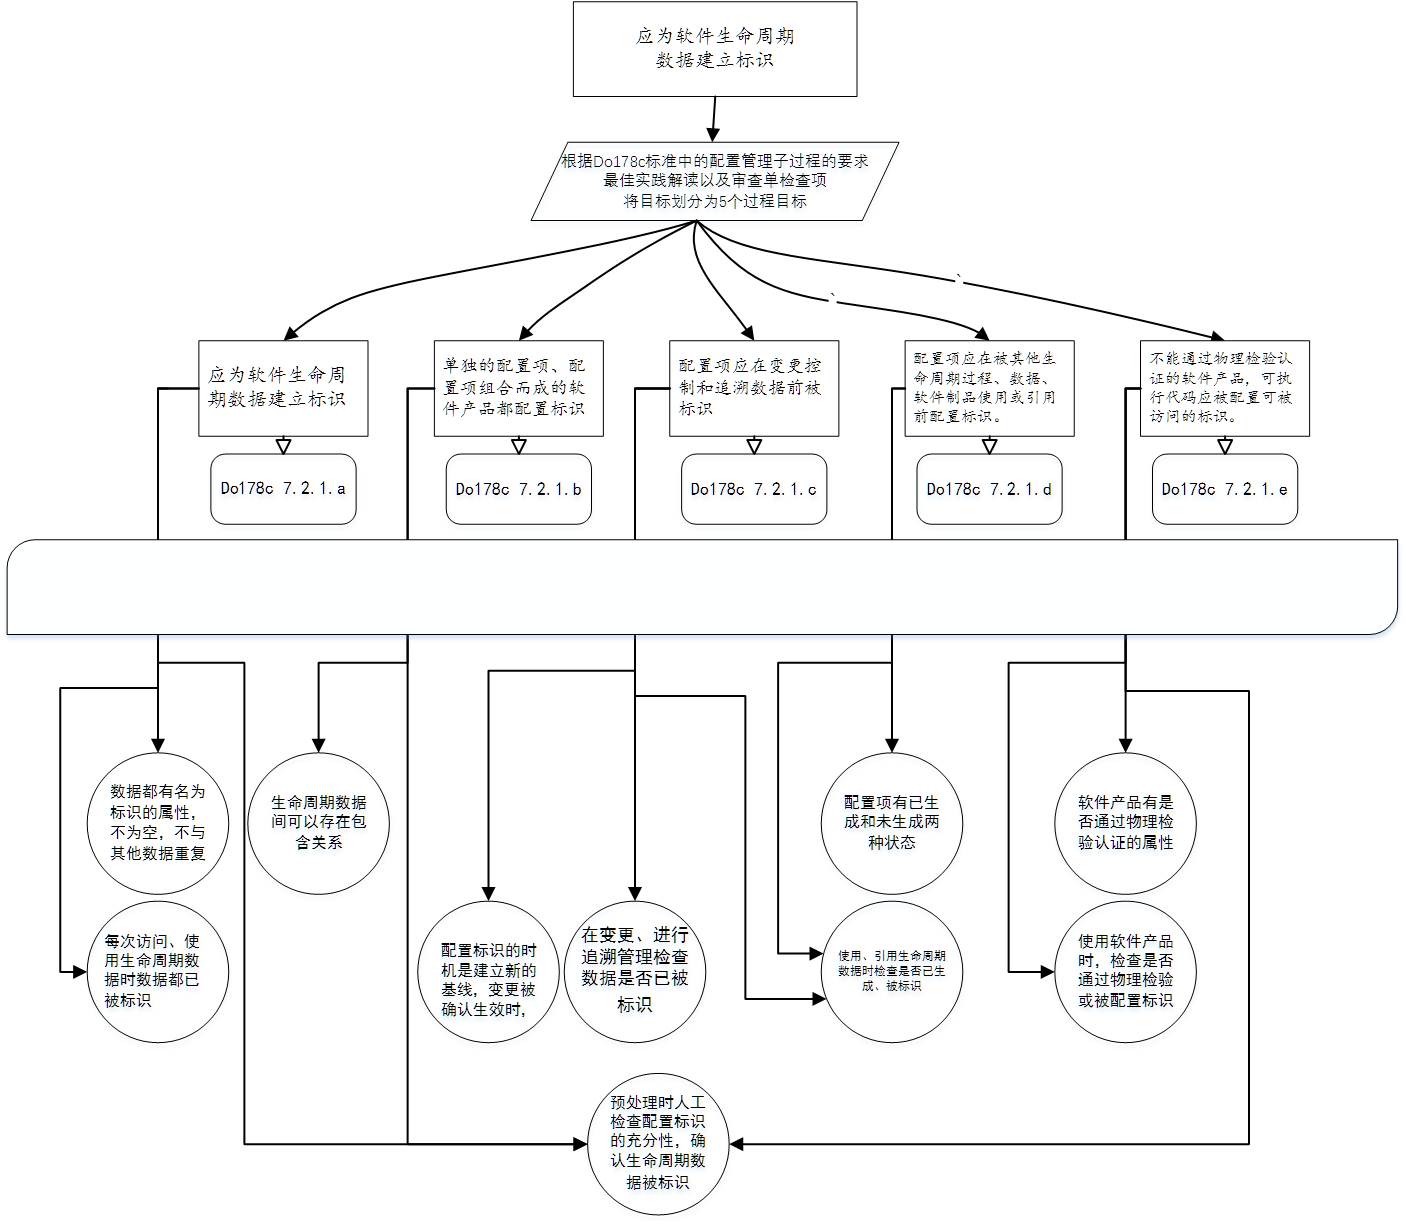 应为软件生命周期
数据建立标识
根据Do178c标准中的配置管理子过程的要求
最佳实践解读以及审查单检查项
将目标划分为5个过程目标
应为软件生命周
期数据建立标识
单独的配置项、配
置项组合而成的软
件产品都配置标识
配置项应在变更控
制和追溯数据前被
标识
配置项应在被其他生
命周期过程、数据、
软件制品使用或引用
前配置标识。
不能通过物理检验认
证的软件产品，可执
行代码应被配置可被
访问的标识。
Do178c 7.2.1.a
Do178c 7.2.1.b
Do178c 7.2.1.c
Do178c 7.2.1.d
Do178c 7.2.1.e
数据都有名为
标识的属性，
不为空，不与
其他数据重复
生命周期数据
间可以存在包
含关系
配置项有已生
成和未生成两
种状态
软件产品有是
否通过物理检
验认证的属性
每次访问、使
用生命周期数
据时数据都已
被标识
配置标识的时
机是建立新的
基线，变更被
确认生效时，
在变更、进行
追溯管理检查
数据是否已被
标识
使用、引用生命周期
数据时检查是否已生
成、被标识
使用软件产品
时，检查是否
通过物理检验
或被配置标识
预处理时人工
检查配置标识
的充分性，确
认生命周期数
据被标识